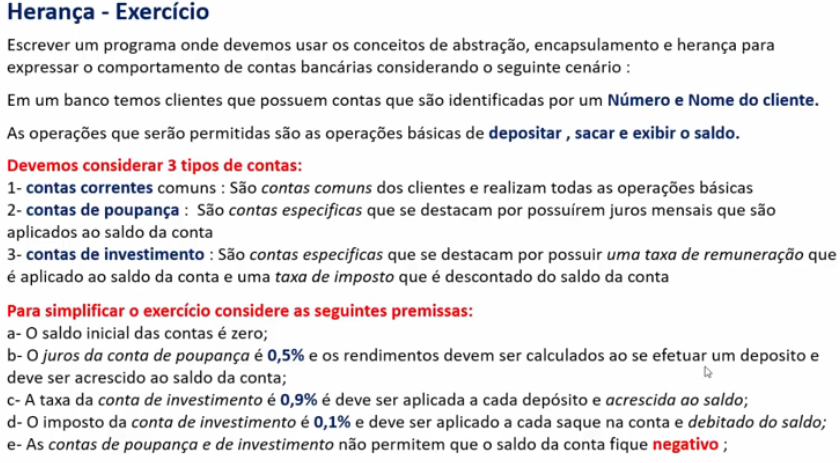 Herança - Exercício
Escrever um programa onde devemos usar os conceitos de abstração, encapsulamento e herança para
expressar o comportamento de contas bancárias considerando o seguinte cenário :
Em um banco temos clientes que possuem contas que são identificadas por um Número e Nome do cliente.
As operações que serão permitidas são as operações básicas de depositar , sacar e exibir o saldo.
Devemos considerar 3 tipos de contas:
1- contas correntes comuns : São contas comuns dos clientes e realizam todas as operações básicas
2- contas de poupança : São contas especificas que se destacam por possuírem juros mensais que são
aplicados ao saldo da conta
3- contas de investimento : São contas especificas que se destacam por possuir uma taxa de remuneração que
é aplicado ao saldo da conta e uma taxa de imposto que é descontado do saldo da conta
Para simplificar o exercício considere as seguintes premissas:
a- O saldo inicial das contas é zero;
b- O juros da conta de poupança é 0,5% e os rendimentos devem ser calculados ao se efetuar um deposito e
deve ser acrescido ao saldo da conta;
c- A taxa da conta de investimento é 0,9% é deve ser aplicada a cada depósito e acrescida ao saldo;
d- O imposto da conta de investimento é 0,1% e deve ser aplicado a cada saque na conta e debitado do saldo;
e- As contas de poupança e de investimento não permitem que o saldo da conta fique negativo ;